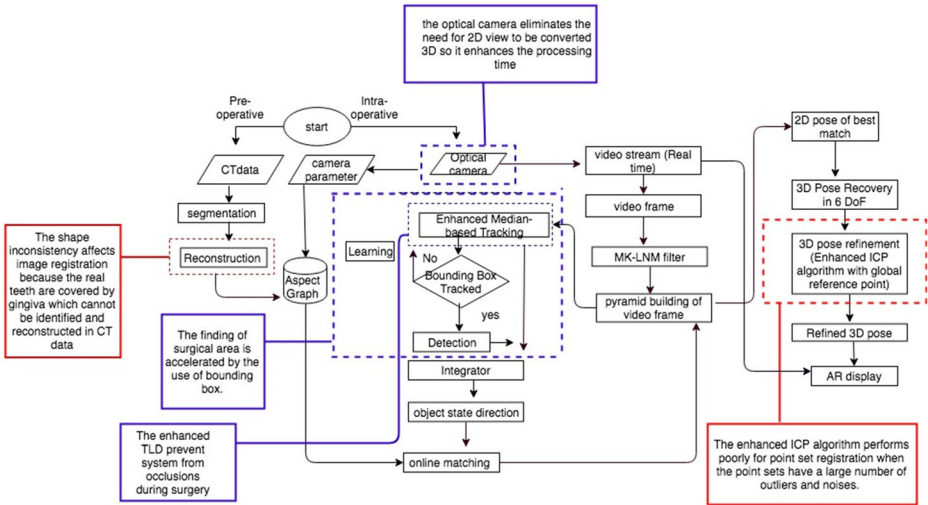 the optical camera eliminates the
need for 2D view to be converted
3D so it enhances the processing
time
Pre-
operative
Intra-
operative
start
CTdata
camera
parameter
Optical
camera
video stream (Real
time)
2D pose of best
match
segmentation
video frame
3D Pose Recovery
in 6 DoF
Enhanced Median-
based Tracking
The shape
inconsistency affects
image registration
because the real
teeth are covered by
gingiva which cannot
be identified and
reconstructed in CT
data
Reconstruction
Learning
No
MK-LNM filter
3D pose refinement
(Enhanced ICP
algorithm with global
reference point)
Aspect
Graph
Bounding Box
Tracked
pyramid building of
video frame
yes
The finding of
surgical area is
accelerated by the
use of bounding
box.
Detection
Refined 3D pose
Integrator
AR display
object state direction
The enhanced
TLD prevent
system from
occlusions
during surgery
online matching
The enhanced ICP algorithm performs
poorly for point set registration when
the point sets have a large number of
outliers and noises.